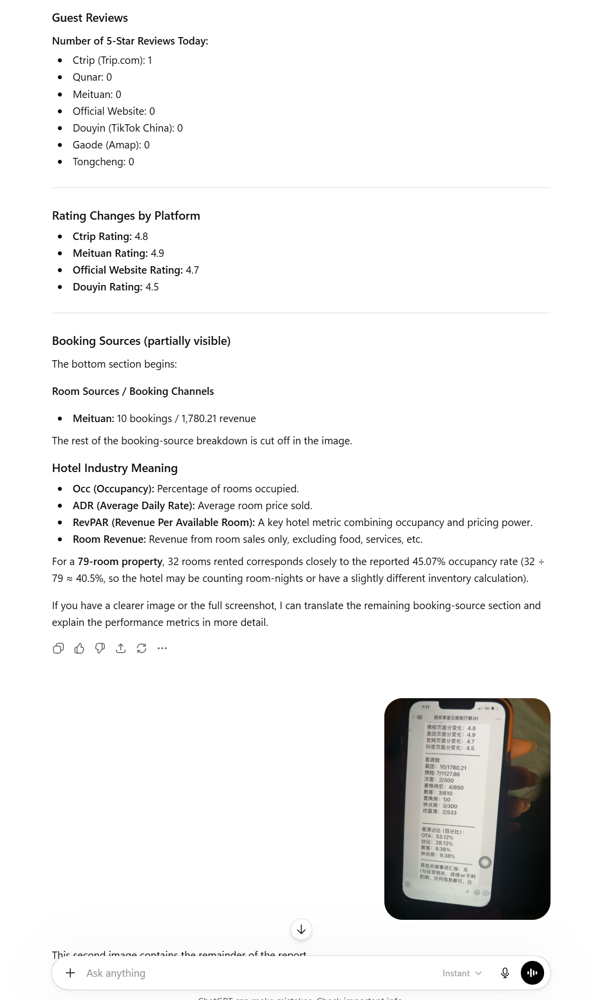 Guest Reviews
Number of 5-Star Reviews Today:
Ctrip (Trip.com): 1
Qunar: 0
Meituan: 0
Official Website: 0
Douyin (TikTok China): 0
Gaode (Amap): 0
Tongcheng: 0
Rating Changes by Platform
Ctrip Rating: 4.8
Meituan Rating: 4.9
Official Website Rating: 4.7
Douyin Rating: 4.5
Booking Sources (partially visible)
The bottom section begins:
Room Sources / Booking Channels
Meituan: 10 bookings / 1,780.21 revenue
The rest of the booking-source breakdown is cut off in the image.
Hotel Industry Meaning
Occ (Occupancy): Percentage of rooms occupied.
ADR (Average Daily Rate): Average room price sold.
RevPAR (Revenue Per Available Room): A key hotel metric combining occupancy and pricing power.
Room Revenue: Revenue from room sales only, excluding food, services, etc.
For a 79-room property, 32 rooms rented corresponds closely to the reported 45.07% occupancy rate (32 ÷
79 ≈ 40.5%, so the hotel may be counting room-nights or have a slightly different inventory calculation).
If you have a clearer image or the full screenshot, I can translate the remaining booking-source section and
explain the performance metrics in more detail.
7:17
5G
62
西安草堂云居前厅群(8)
携程页面分变化：4.8
美团页面分变化：4.9
官网页面分变化：4.7
抖音页面分变化：4.5
客源数
美团：10/1780.21
携程: 7/1127.86
沃雷：2/300
麦格纳宏：4/850
散客：3/610
置换房：1/0
钟点房：3/300
优露清：2/533
客源占比（百分比）：
OTA：53.12%
协议：28.12%
散客：9.38%
钟点房：9.38%
其他关键事项汇报：无
(与经营相关，成绩or不利
影响，任何信息都可，比
This second image contains the remainder of the report
Ask anything
Instant
ChatGPT can make mistakes. Check important info.